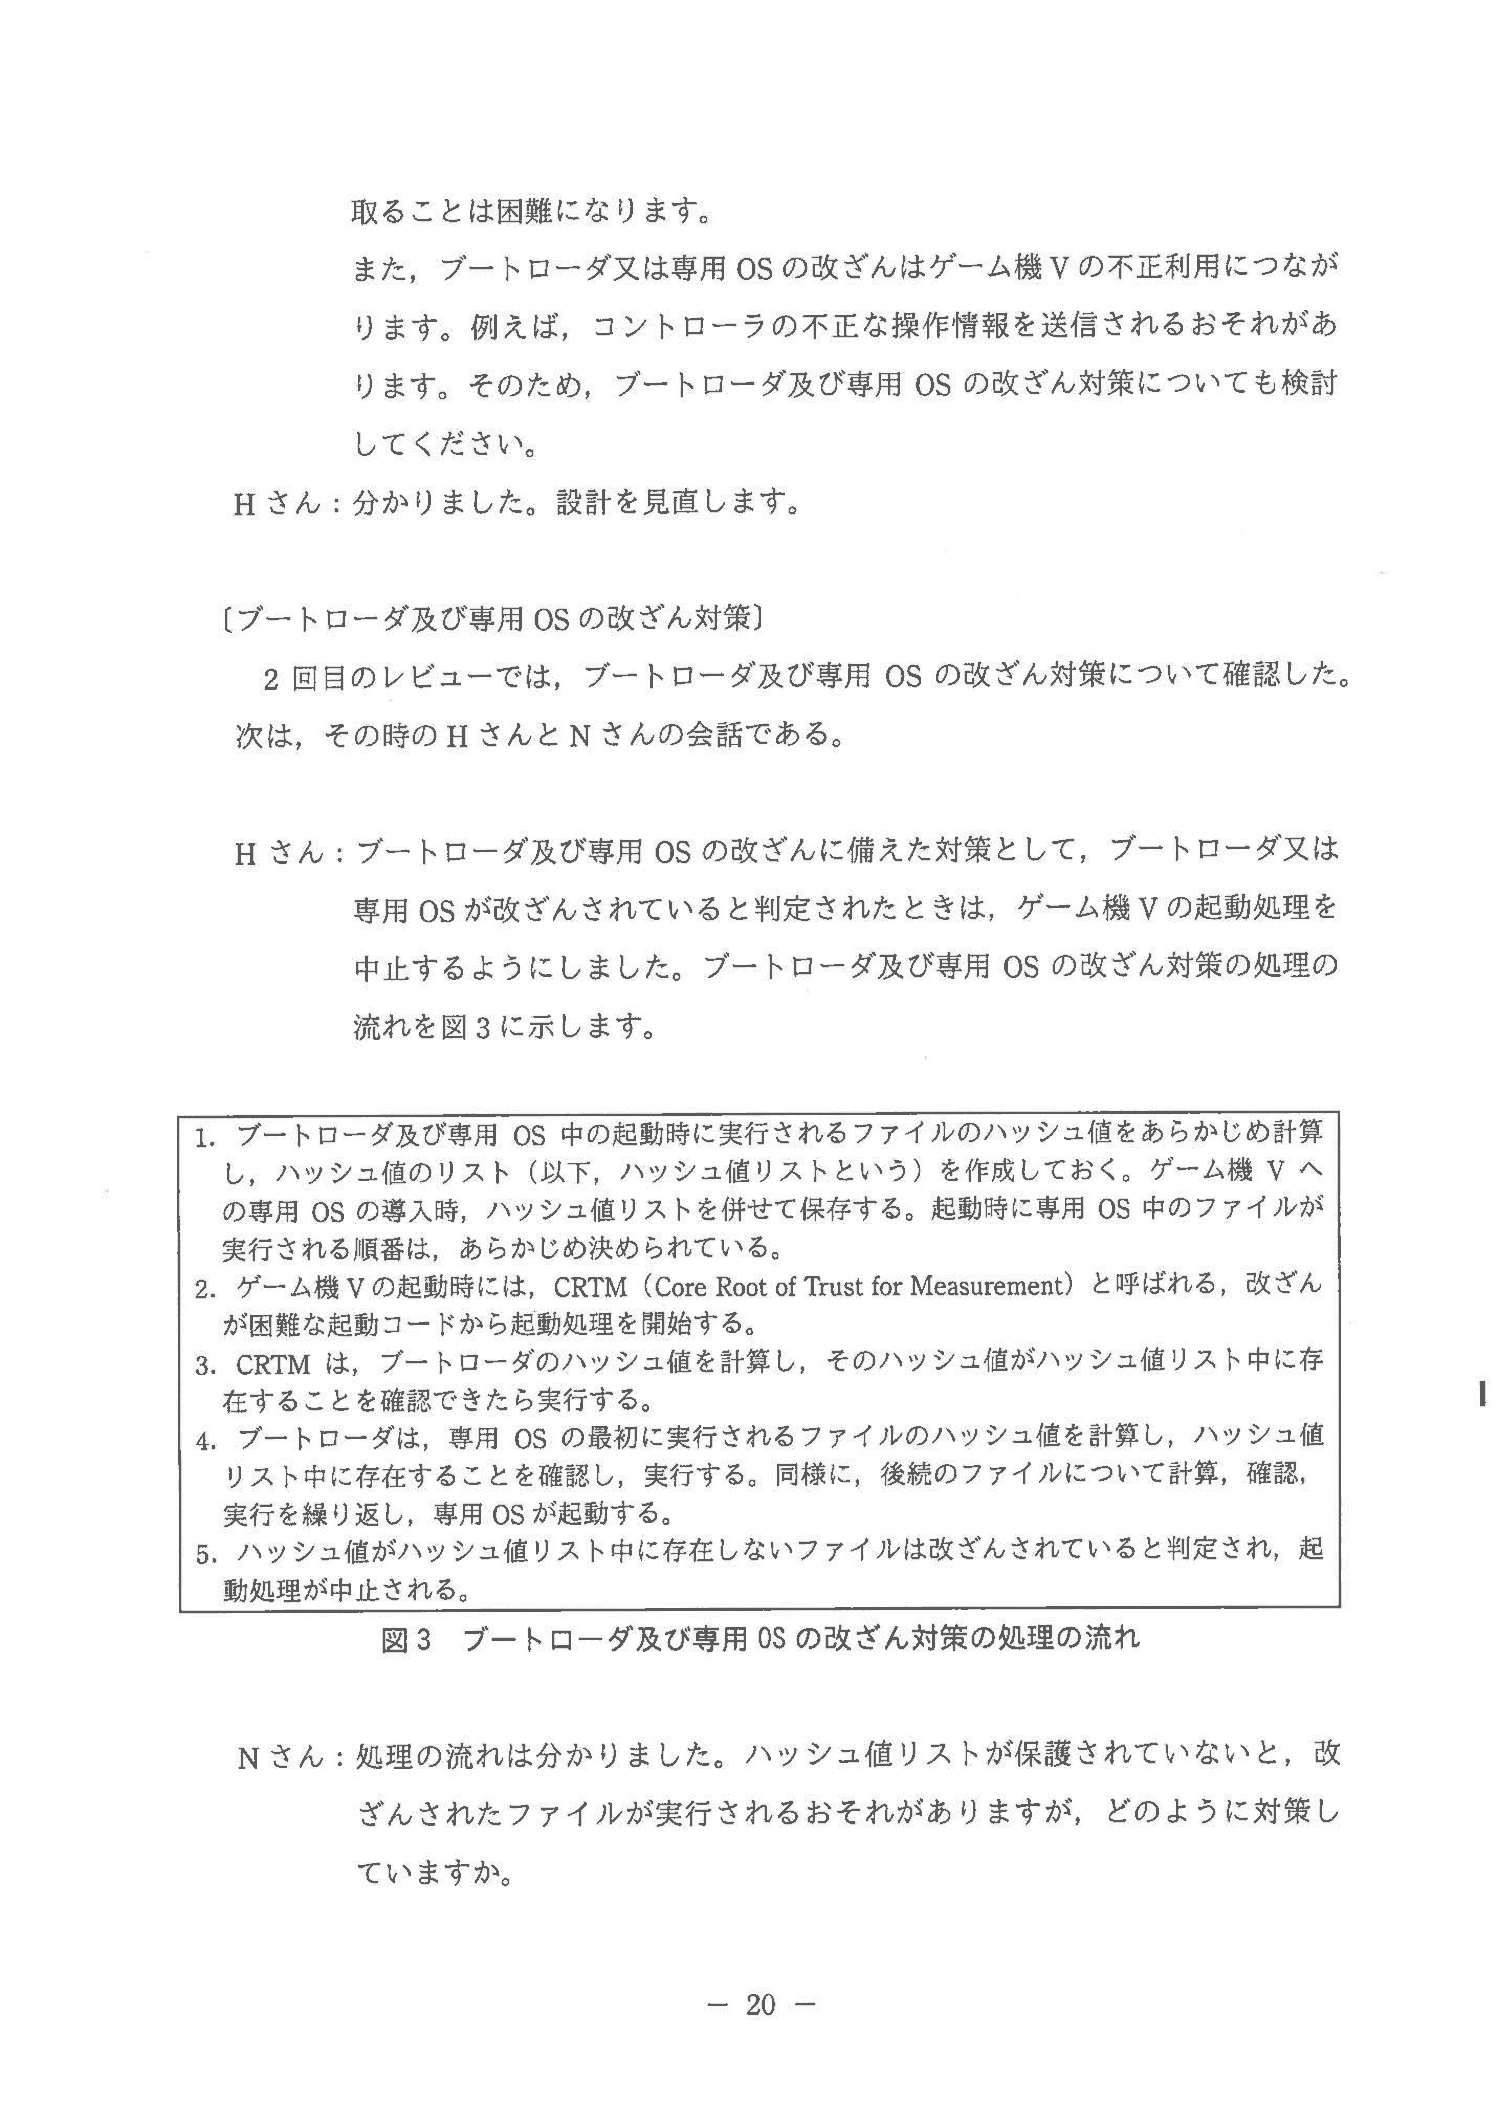 取ることは困難になります。
また，ブートローダ又は専用 OS の改ざんはゲーム機 V の不正利用につなが
ります。例えば，コントローラの不正な操作情報を送信されるおそれがあ
ります。そのため，ブートローダ及び専用 OS の改ざん対策についても検討
してください。
H さん：分かりました。設計を見直します。
〔ブートローダ及び専用 OS の改ざん対策〕
2 回目のレビューでは，ブートローダ及び専用 OS の改ざん対策について確認した。
次は，その時の H さんと N さんの会話である。
H さん：ブートローダ及び専用 OS の改ざんに備えた対策として，ブートローダ又は
専用 OS が改ざんされていると判定されたときは，ゲーム機 V の起動処理を
中止するようにしました。ブートローダ及び専用 OS の改ざん対策の処理の
流れを図 3 に示します。
1. ブートローダ及び専用 OS 中の起動時に実行されるファイルのハッシュ値をあらかじめ計算
し，ハッシュ値のリスト（以下，ハッシュ値リストという）を作成しておく。ゲーム機 V へ
の専用 OS の導入時，ハッシュ値リストを併せて保存する。起動時に専用 OS 中のファイルが
実行される順番は，あらかじめ決められている。
2. ゲーム機 V の起動時には，CRTM（Core Root of Trust for Measurement）と呼ばれる，改ざん
が困難な起動コードから起動処理を開始する。
3. CRTM は，ブートローダのハッシュ値を計算し，そのハッシュ値がハッシュ値リスト中に存
在することを確認できたら実行する。
4. ブートローダは，専用 OS の最初に実行されるファイルのハッシュ値を計算し，ハッシュ値
リスト中に存在することを確認し，実行する。同様に，後続のファイルについて計算，確認，
実行を繰り返し，専用 OS が起動する。
5. ハッシュ値がハッシュ値リスト中に存在しないファイルは改ざんされていると判定され，起
動処理が中止される。
図 3　ブートローダ及び専用 OS の改ざん対策の処理の流れ
N さん：処理の流れは分かりました。ハッシュ値リストが保護されていないと，改
ざんされたファイルが実行されるおそれがありますが，どのように対策し
ていますか。
－ 20 －